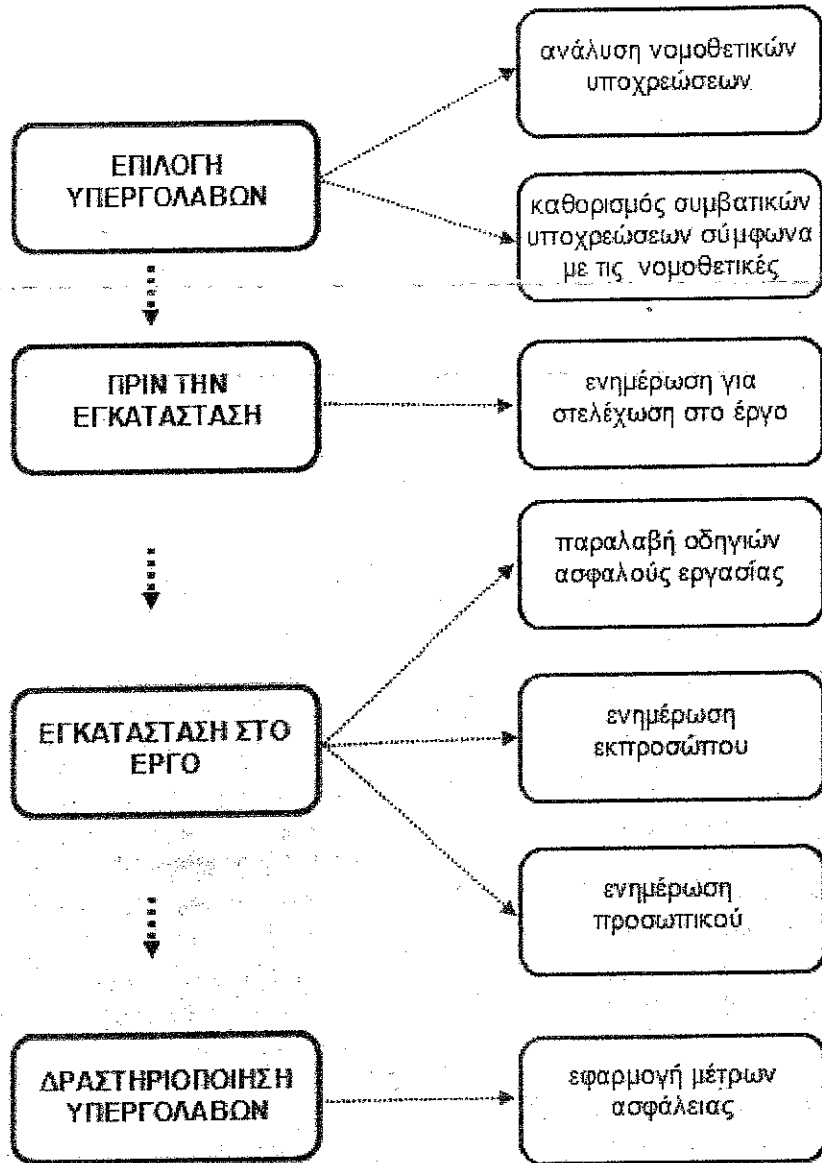 ανάλυση νομοθετικών
υποχρεώσεων
ΕΠΙΛΟΓΗ
ΥΠΕΡΓΟΛΑΒΩΝ
καθορισμός συμβατικών
υποχρεώσεων σύμφωνα
με τις νομοθετικές
ΠΡΙΝ ΤΗΝ
ΕΓΚΑΤΑΣΤΑΣΗ
ενημέρωση για
στελέχωση στο έργο
παραλαβή οδηγιών
ασφαλούς εργασίας
ΕΓΚΑΤΑΣΤΑΣΗ ΣΤΟ
ΕΡΓΟ
ενημέρωση
εκπροσώπου
ενημέρωση
προσωπικού
ΔΡΑΣΤΗΡΙΟΠΟΙΗΣΗ
ΥΠΕΡΓΟΛΑΒΩΝ
εφαρμογή μέτρων
ασφάλειας